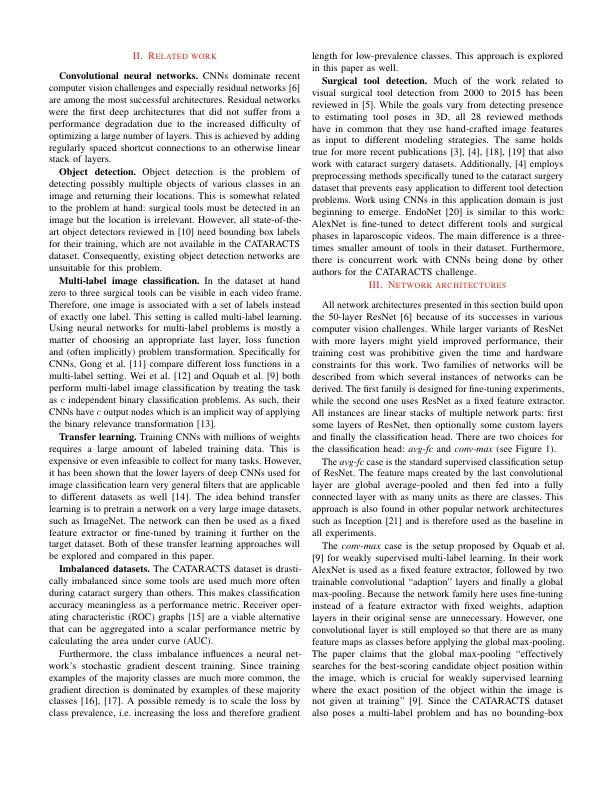 II. Related work
Convolutional neural networks. CNNs dominate recent
computer vision challenges and especially residual networks [6]
are among the most successful architectures. Residual networks
were the first deep architectures that did not suffer from a
performance degradation due to the increased difficulty of
optimizing a large number of layers. This is achieved by adding
regularly spaced shortcut connections to an otherwise linear
stack of layers.
Object detection. Object detection is the problem of
detecting possibly multiple objects of various classes in an
image and returning their locations. This is somewhat related
to the problem at hand: surgical tools must be detected in an
image but the location is irrelevant. However, all state-of-the-
art object detectors reviewed in [10] need bounding box labels
for their training, which are not available in the CATARACTS
dataset. Consequently, existing object detection networks are
unsuitable for this problem.
Multi-label image classification. In the dataset at hand
zero to three surgical tools can be visible in each video frame.
Therefore, one image is associated with a set of labels instead
of exactly one label. This setting is called multi-label learning.
Using neural networks for multi-label problems is mostly a
matter of choosing an appropriate last layer, loss function
and (often implicitly) problem transformation. Specifically for
CNNs, Gong et al. [11] compare different loss functions in a
multi-label setting. Wei et al. [12] and Oquab et al. [9] both
perform multi-label image classification by treating the task
as c independent binary classification problems. As such, their
CNNs have c output nodes which is an implicit way of applying
the binary relevance transformation [13].
Transfer learning. Training CNNs with millions of weights
requires a large amount of labeled training data. This is
expensive or even infeasible to collect for many tasks. However,
it has been shown that the lower layers of deep CNNs used for
image classification learn very general filters that are applicable
to different datasets as well [14]. The idea behind transfer
learning is to pretrain a network on a very large image datasets,
such as ImageNet. The network can then be used as a fixed
feature extractor or fine-tuned by training it further on the
target dataset. Both of these transfer learning approaches will
be explored and compared in this paper.
Imbalanced datasets. The CATARACTS dataset is drasti-
cally imbalanced since some tools are used much more often
during cataract surgery than others. This makes classification
accuracy meaningless as a performance metric. Receiver oper-
ating characteristic (ROC) graphs [15] are a viable alternative
that can be aggregated into a scalar performance metric by
calculating the area under curve (AUC).
Furthermore, the class imbalance influences a neural net-
work's stochastic gradient descent training. Since training
examples of the majority classes are much more common, the
gradient direction is dominated by examples of these majority
classes [16], [17]. A possible remedy is to scale the loss by
class prevalence, i.e. increasing the loss and therefore gradient
length for low-prevalence classes. This approach is explored
in this paper as well.
Surgical tool detection. Much of the work related to
visual surgical tool detection from 2000 to 2015 has been
reviewed in [5]. While the goals vary from detecting presence
to estimating tool poses in 3D, all 28 reviewed methods
have in common that they use hand-crafted image features
as input to different modeling strategies. The same holds
true for more recent publications [3], [4], [18], [19] that also
work with cataract surgery datasets. Additionally, [4] employs
preprocessing methods specifically tuned to the cataract surgery
dataset that prevents easy application to different tool detection
problems. Work using CNNs in this application domain is just
beginning to emerge. EndoNet [20] is similar to this work:
AlexNet is fine-tuned to detect different tools and surgical
phases in laparoscopic videos. The main difference is a three-
times smaller amount of tools in their dataset. Furthermore,
there is concurrent work with CNNs being done by other
authors for the CATARACTS challenge.
III. Network architectures
All network architectures presented in this section build upon
the 50-layer ResNet [6] because of its successes in various
computer vision challenges. While larger variants of ResNet
with more layers might yield improved performance, their
training cost was prohibitive given the time and hardware
constraints for this work. Two families of networks will be
described from which several instances of networks can be
derived. The first family is designed for fine-tuning experiments,
while the second one uses ResNet as a fixed feature extractor.
All instances are linear stacks of multiple network parts: first
some layers of ResNet, then optionally some custom layers
and finally the classification head. There are two choices for
the classification head: avg-fc and conv-max (see Figure 1).
The avg-fc case is the standard supervised classification setup
of ResNet. The feature maps created by the last convolutional
layer are global average-pooled and then fed into a fully
connected layer with as many units as there are classes. This
approach is also found in other popular network architectures
such as Inception [21] and is therefore used as the baseline in
all experiments.
The conv-max case is the setup proposed by Oquab et al.
[9] for weakly supervised multi-label learning. In their work
AlexNet is used as a fixed feature extractor, followed by two
trainable convolutional “adaption” layers and finally a global
max-pooling. Because the network family here uses fine-tuning
instead of a feature extractor with fixed weights, adaption
layers in their original sense are unnecessary. However, one
convolutional layer is still employed so that there are as many
feature maps as classes before applying the global max-pooling.
The paper claims that the global max-pooling “effectively
searches for the best-scoring candidate object position within
the image, which is crucial for weakly supervised learning
where the exact position of the object within the image is
not given at training” [9]. Since the CATARACTS dataset
also poses a multi-label problem and has no bounding-box